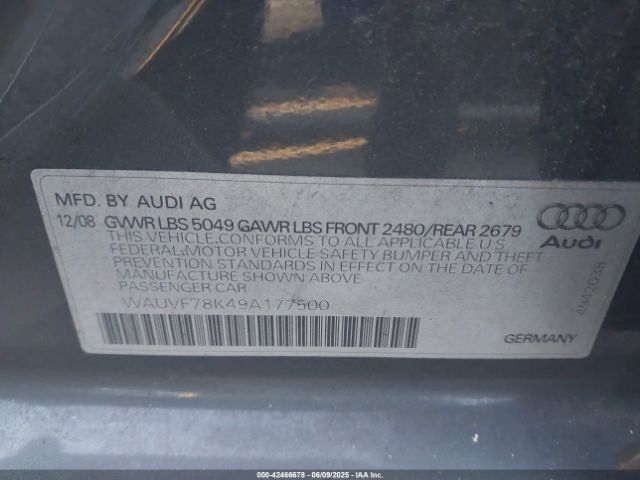 MFD. BY AUDI AG
12/08 GVWR LBS 5049 GAWR LBS FRONT 2480/REAR 2679
THIS VEHICLE CONFORMS TO ALL APPLICABLE U.S.
FEDERAL MOTOR VEHICLE SAFETY BUMPER AND THEFT
PREVENTION STANDARDS IN EFFECT ON THE DATE OF
MANUFACTURE SHOWN ABOVE
PASSENGER CAR
WAUVF78K49A177500
Audi
4942038
GERMANY
000-42466678 - 06/09/2025 - IAA Inc.